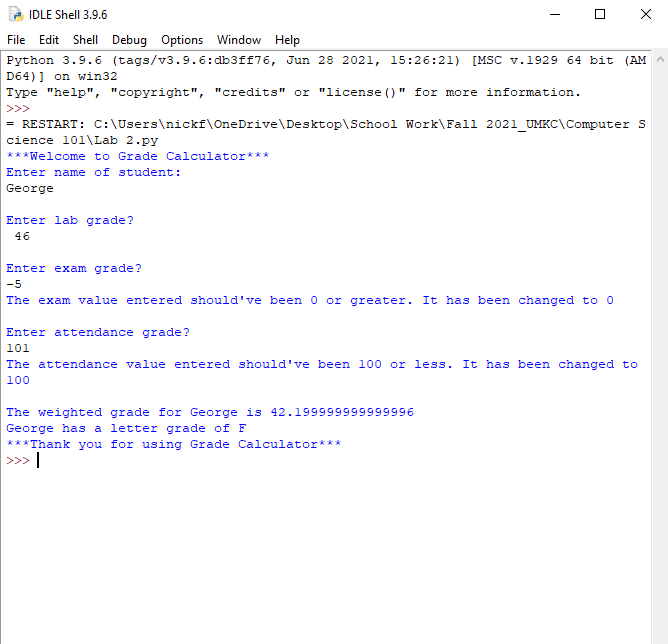 IDLE Shell 3.9.6
File Edit Shell Debug Options Window Help
Python 3.9.6 (tags/v3.9.6:db3ff76, Jun 28 2021, 15:26:21) [MSC v.1929 64 bit (AM
D64)] on win32
Type "help", "copyright", "credits" or "license()" for more information.
>>>
= RESTART: C:\Users\nickf\OneDrive\Desktop\School Work\Fall 2021_UMKC\Computer S
cience 101\Lab 2.py
***Welcome to Grade Calculator***
Enter name of student:
George
Enter lab grade?
 46
Enter exam grade?
-5
The exam value entered should've been 0 or greater. It has been changed to 0
Enter attendance grade?
101
The attendance value entered should've been 100 or less. It has been changed to
100
The weighted grade for George is 42.199999999999996
George has a letter grade of F
***Thank you for using Grade Calculator***
>>>